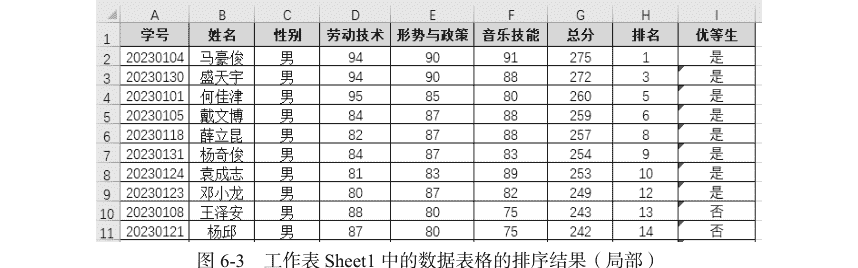 A B C D E F G H I
1 学号 姓名 性别 劳动技术 形势与政策 音乐技能 总分 排名 优等生
2 20230104 马豪俊 男 94 90 91 275 1 是
3 20230130 盛天宇 男 94 90 88 272 3 是
4 20230101 何佳津 男 95 85 80 260 5 是
5 20230105 戴文博 男 84 87 88 259 6 是
6 20230118 薛立昆 男 82 87 88 257 8 是
7 20230131 杨奇俊 男 84 87 83 254 9 是
8 20230124 袁成志 男 81 83 89 253 10 是
9 20230123 邓小龙 男 80 87 82 249 12 是
10 20230108 王泽安 男 88 80 75 243 13 否
11 20230121 杨邱 男 87 80 75 242 14 否
图 6-3 工作表 Sheet1 中的数据表格的排序结果（局部）